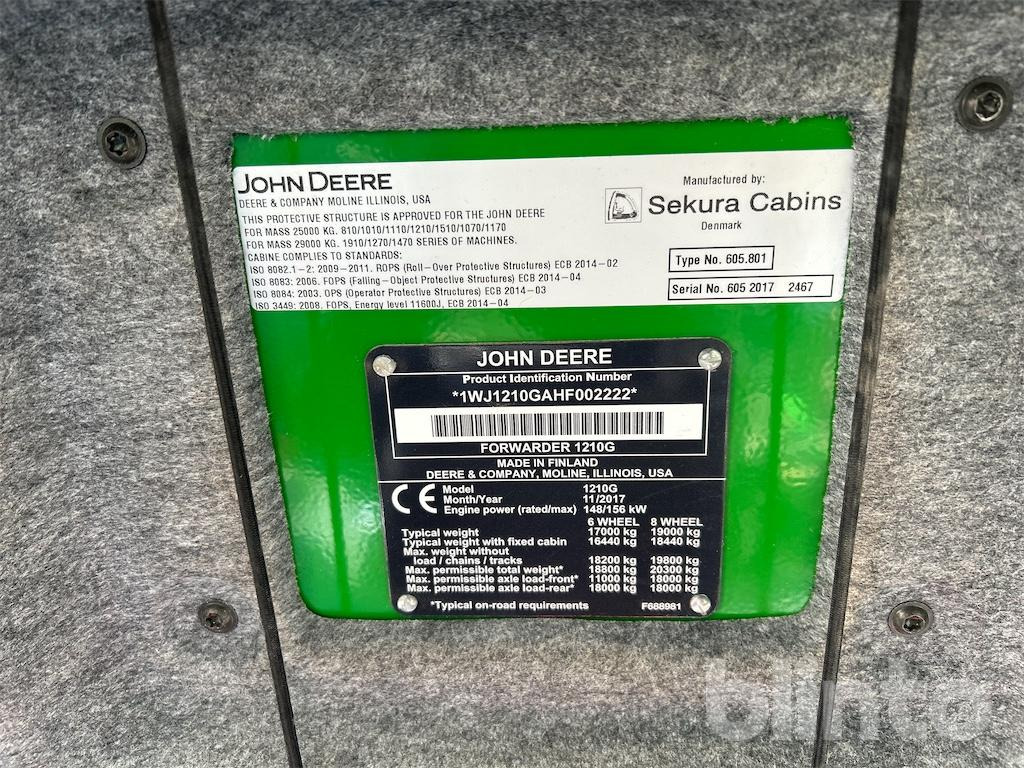 JOHN DEERE
DEERE & COMPANY MOLINE ILLINOIS, USA
THIS PROTECTIVE STRUCTURE IS APPROVED FOR THE JOHN DEERE
FOR MASS 25000 KG. 810/1010/1110/1210/1510/1070/1170
FOR MASS 29000 KG. 1910/1270/1470 SERIES OF MACHINES.
CABINE COMPLIES TO STANDARDS:
ISO 8082.1-2: 2009-2011. ROPS (Roll-Over Protective Structures) ECB 2014-02
ISO 8083: 2006. FOPS (Falling-Object Protective Structures) ECB 2014-04
ISO 8084: 2003. OPS (Operator Protective Structures) ECB 2014-03
ISO 3449: 2008. FOPS, Energy level 11600J, ECB 2014-04
Manufactured by:
Sekura Cabins
Denmark
Type No. 605.801
Serial No. 605 2017 2467
JOHN DEERE
Product Identification Number
*1WJ1210GAHF002222*
FORWARDER 1210G
MADE IN FINLAND
DEERE & COMPANY, MOLINE, ILLINOIS, USA
CE
Model 1210G
Month/Year 11/2017
Engine power (rated/max) 148/156 kW
6 WHEEL 8 WHEEL
Typical weight 17000 kg 19000 kg
Typical weight with fixed cabin 16440 kg 18440 kg
Max. weight without
load / chains / tracks 18200 kg 19800 kg
Max. permissible total weight* 18800 kg 20300 kg
Max. permissible axle load-front* 11000 kg 18000 kg
Max. permissible axle load-rear* 18000 kg 18000 kg
*Typical on-road requirements F688981
blinto